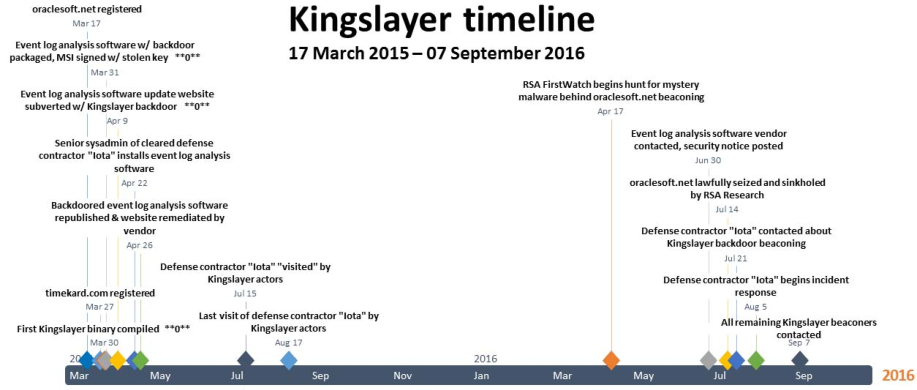 Kingslayer timeline
17 March 2015 – 07 September 2016
oraclesoft.net registered
Mar 17
Event log analysis software w/ backdoor
packaged, MSI signed w/ stolen key **0**
Mar 31
Event log analysis software update website
subverted w/ Kingslayer backdoor **0**
Apr 9
Senior sysadmin of cleared defense
contractor "Iota" installs event log analysis
software
Apr 22
Backdoored event log analysis software
republished & website remediated by
vendor
Apr 26
timekard.com registered
Mar 27
First Kingslayer binary compiled **0**
Mar 30
Defense contractor "Iota" "visited" by
Kingslayer actors
Jul 15
Last visit of defense contractor "Iota" by
Kingslayer actors
Aug 17
RSA FirstWatch begins hunt for mystery
malware behind oraclesoft.net beaconing
Apr 17
Event log analysis software vendor
contacted, security notice posted
Jun 30
oraclesoft.net lawfully seized and sinkholed
by RSA Research
Jul 14
Defense contractor "Iota" contacted about
Kingslayer backdoor beaconing
Jul 21
Defense contractor "Iota" begins incident
response
Aug 5
All remaining Kingslayer beaconers
contacted
Sep 7
2016
Mar May Jul Sep Nov Jan Mar May Jul Sep
2016